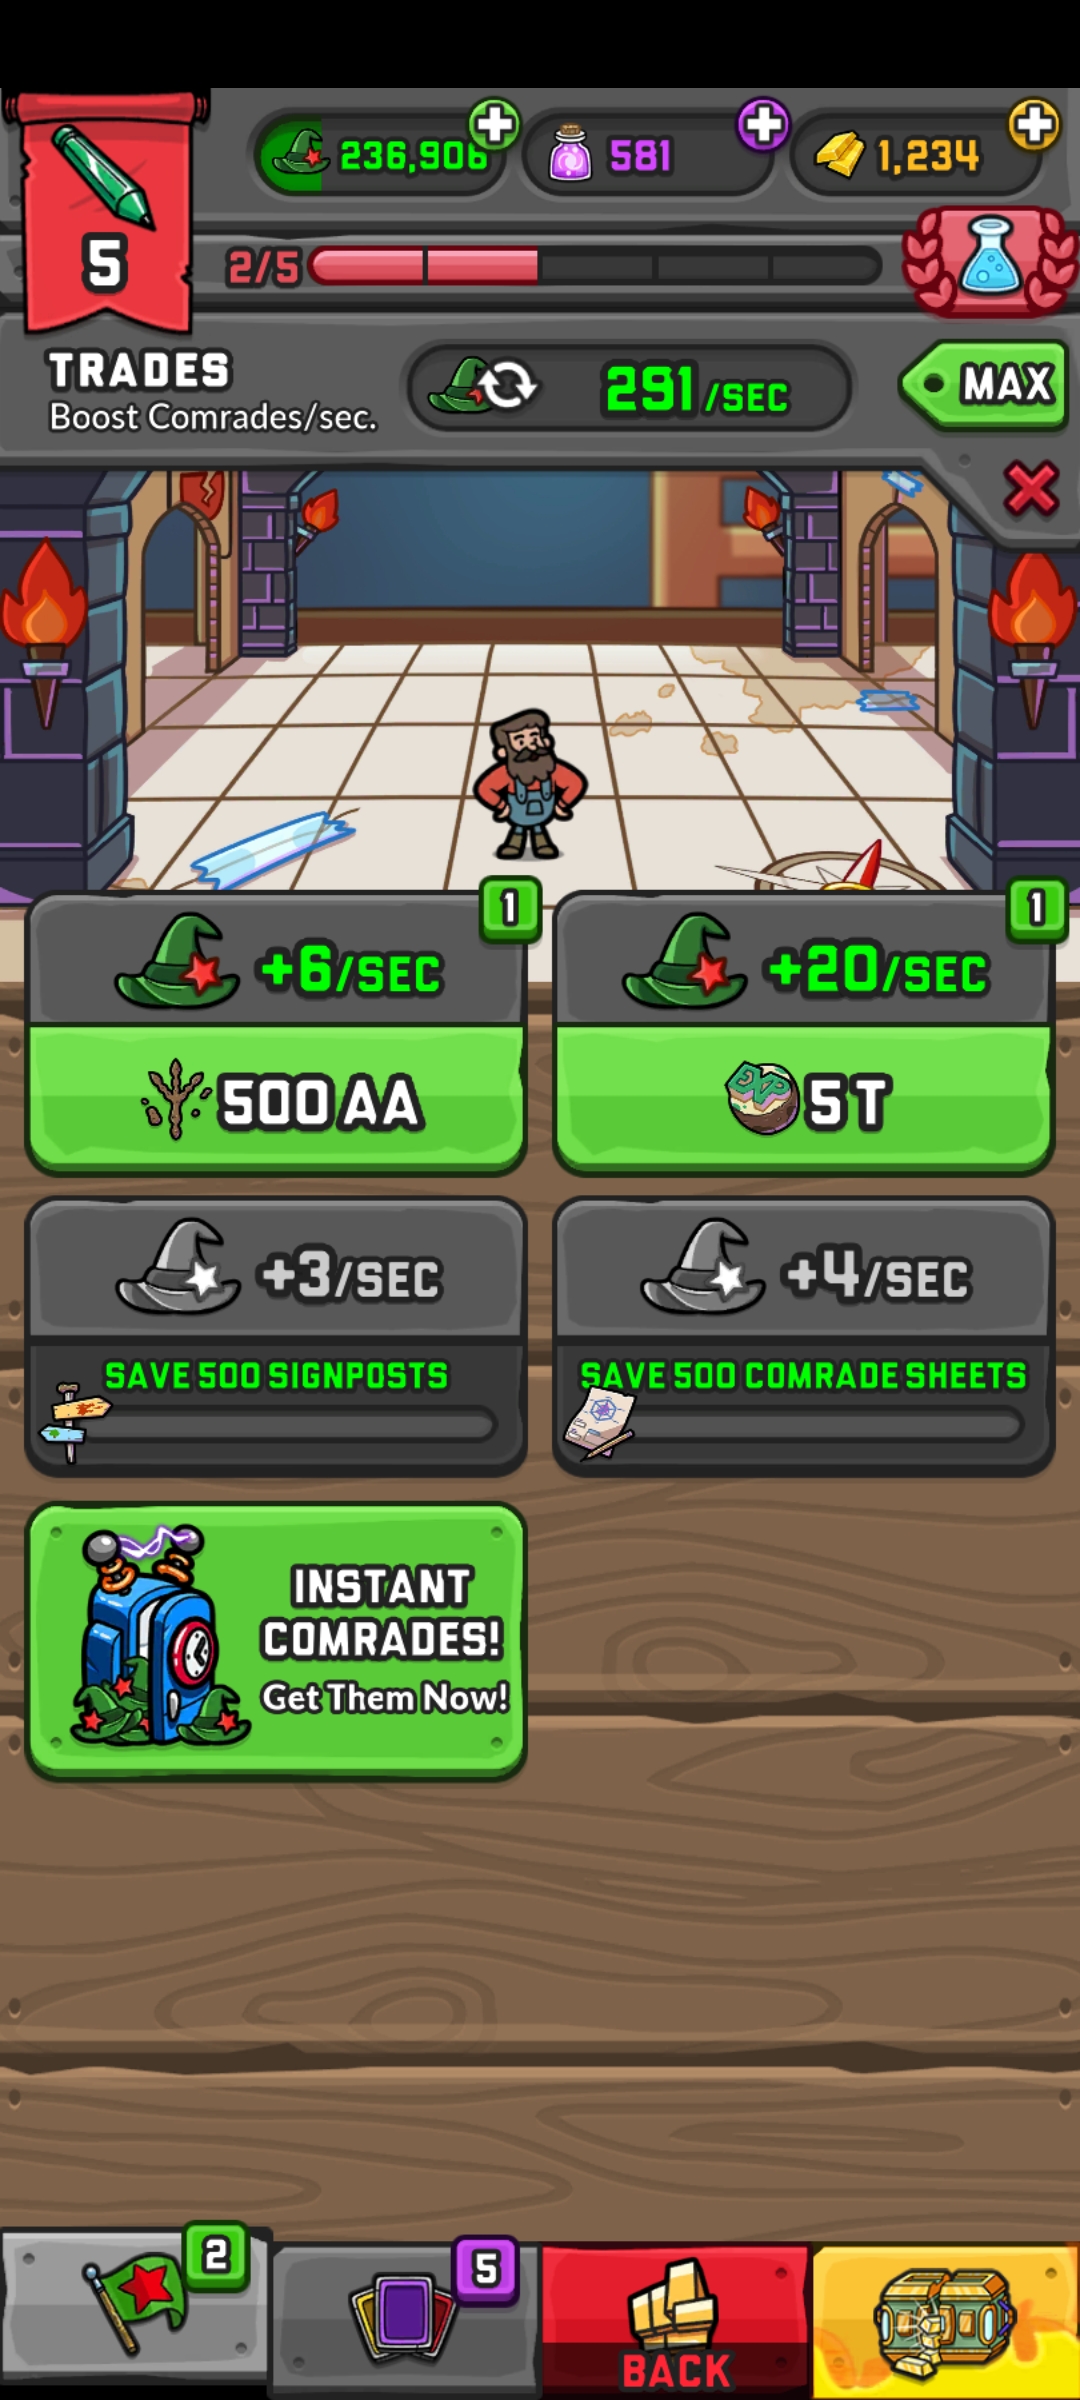 236,906
581
1,234
5
2/5
TRADES
Boost Comrades/sec.
291 /SEC
MAX
1
+6/SEC
500 AA
1
+20/SEC
EXP
5 T
+3/SEC
SAVE 500 SIGNPOSTS
+4/SEC
SAVE 500 COMRADE SHEETS
INSTANT
COMRADES!
Get Them Now!
2
5
BACK